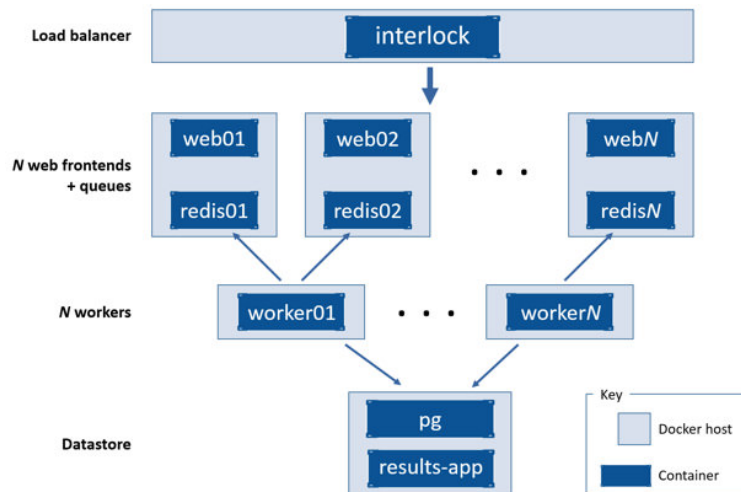 Load balancer
interlock
N web frontends
+ queues
web01
web02
. . .
webN
redis01
redis02
redisN
N workers
worker01
. . .
workerN
Datastore
pg
results-app
Key
Docker host
Container